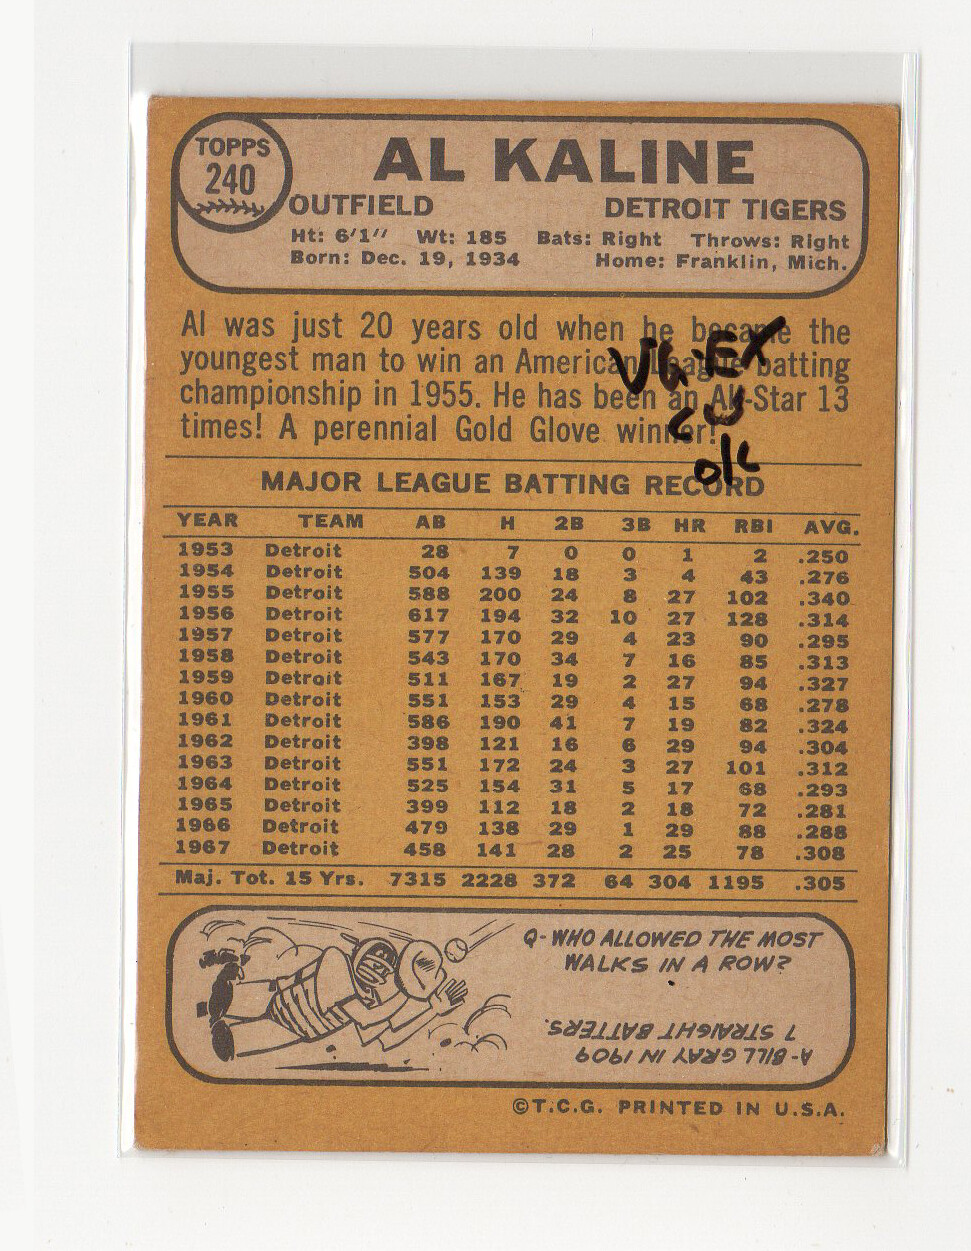 TOPPS
240
AL KALINE
OUTFIELD DETROIT TIGERS
Ht: 6'1" Wt: 185 Bats: Right Throws: Right
Born: Dec. 19, 1934 Home: Franklin, Mich.
Al was just 20 years old when he became the
youngest man to win an American League batting
championship in 1955. He has been an All-Star 13
times! A perennial Gold Glove winner!
VG-EX
O/C
MAJOR LEAGUE BATTING RECORD
YEAR TEAM AB H 2B 3B HR RBI AVG.
1953 Detroit 28 7 0 0 1 2 .250
1954 Detroit 504 139 18 3 4 43 .276
1955 Detroit 588 200 24 8 27 102 .340
1956 Detroit 617 194 32 10 27 128 .314
1957 Detroit 577 170 29 4 23 90 .295
1958 Detroit 543 170 34 7 16 85 .313
1959 Detroit 511 167 19 2 27 94 .327
1960 Detroit 551 153 29 4 15 68 .278
1961 Detroit 586 190 41 7 19 82 .324
1962 Detroit 398 121 16 6 29 94 .304
1963 Detroit 551 172 24 3 27 101 .312
1964 Detroit 525 154 31 5 17 68 .293
1965 Detroit 399 112 18 2 18 72 .281
1966 Detroit 479 138 29 1 29 88 .288
1967 Detroit 458 141 28 2 25 78 .308
Maj. Tot. 15 Yrs. 7315 2228 372 64 304 1195 .305
Q-WHO ALLOWED THE MOST
WALKS IN A ROW?
A-BILL GRAY IN 1909
7 STRAIGHT BATTERS.
©T.C.G. PRINTED IN U.S.A.